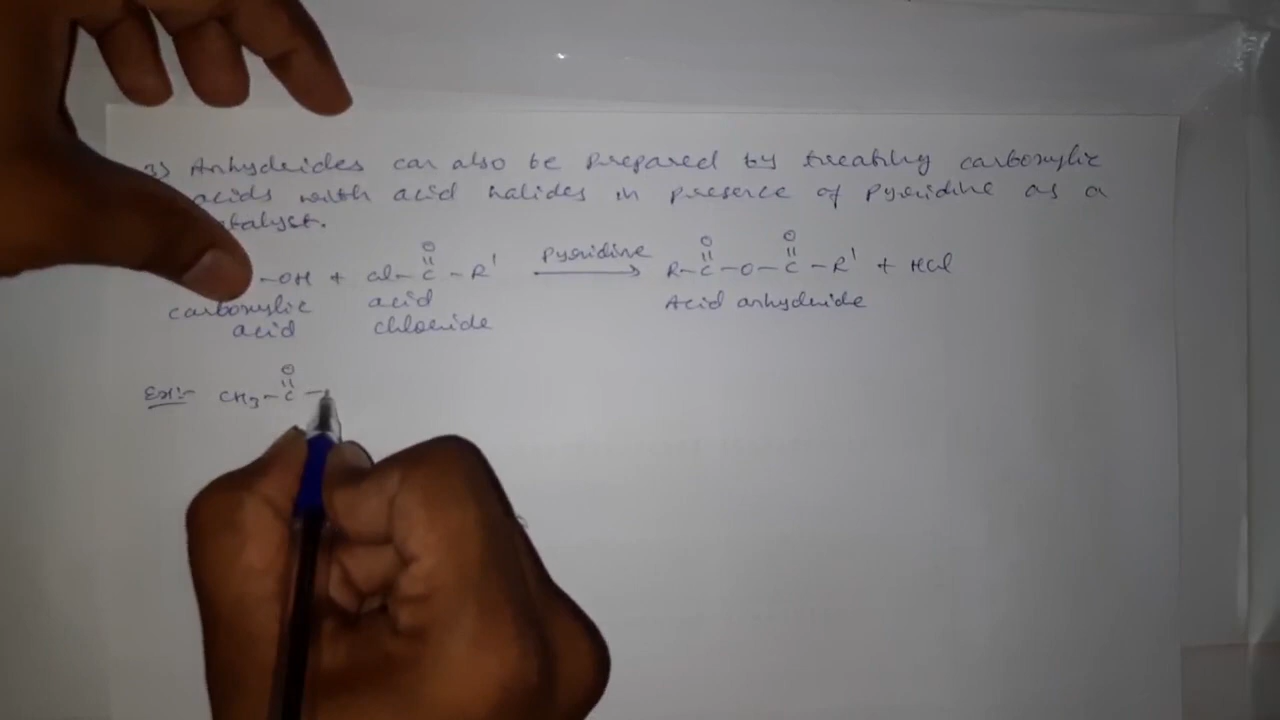 3) Anhydrides can also be prepared by treating carboxylic
acids with acid halides in presence of pyridine as a
talyst.
O O O
-OH + Cl-C-R' Pyridine R-C-O-C-R' + HCl
carboxylic acid Acid anhydride
acid chloride
O
Ex:- CH3-C-